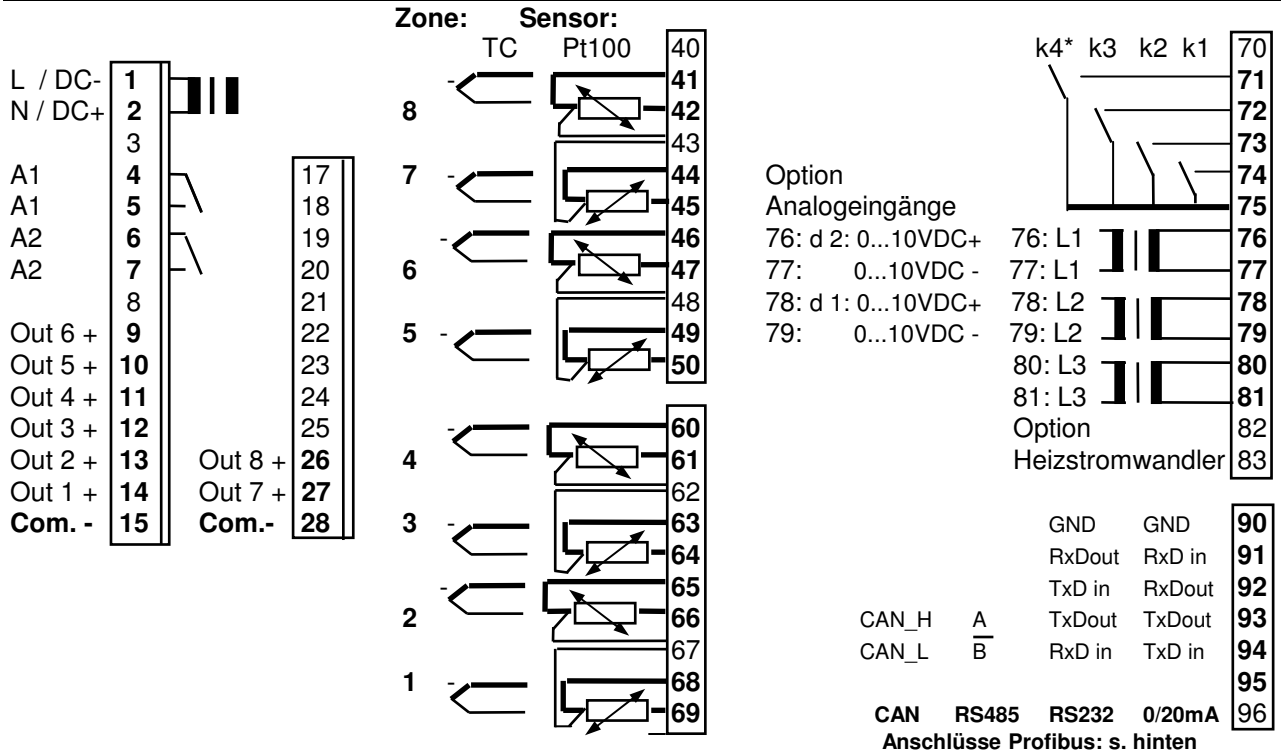 Zone: Sensor:
TC Pt100 40
41
8 42
43
7 - 44
45
- 46
6 47
48
5 - 49
50
- 60
4 61
62
3 - 63
64
- 65
2 66
67
1 - 68
69
L / DC- 1
N / DC+ 2
3
A1 4
A1 5
A2 6
A2 7
8
Out 6 + 9
Out 5 + 10
Out 4 + 11
Out 3 + 12
Out 2 + 13
Out 1 + 14
Com. - 15
17
18
19
20
21
22
23
24
25
Out 8 + 26
Out 7 + 27
Com.- 28
k4* k3 k2 k1 70
71
72
73
74
75
Option
Analogeingänge
76: d 2: 0...10VDC+
77: 0...10VDC -
78: d 1: 0...10VDC+
79: 0...10VDC -
76: L1 76
77: L1 77
78: L2 78
79: L2 79
80: L3 80
81: L3 81
Option 82
Heizstromwandler 83
GND GND 90
RxDout RxD in 91
TxD in RxDout 92
CAN_H A TxDout TxDout 93
CAN_L B RxD in TxD in 94
95
CAN RS485 RS232 0/20mA 96
Anschlüsse Profibus: s. hinten